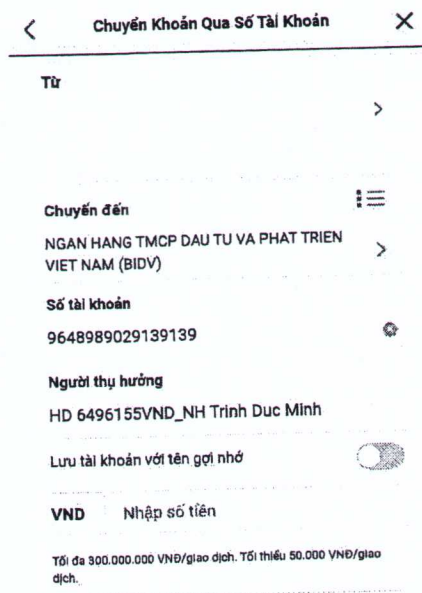 Chuyển Khoản Qua Số Tài Khoản
Từ
Chuyển đến
NGAN HANG TMCP DAU TU VA PHAT TRIEN
VIET NAM (BIDV)
Số tài khoản
9648989029139139
Người thụ hưởng
HD 6496155VND_NH Trinh Duc Minh
Lưu tài khoản với tên gợi nhớ
VND Nhập số tiền
Tối đa 300.000.000 VNĐ/giao dịch. Tối thiểu 50.000 VNĐ/giao
dịch.